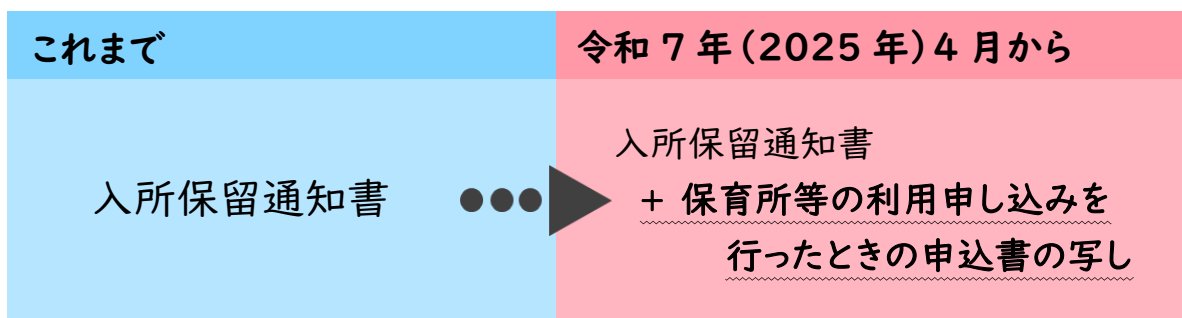 これまで
令和7年(2025年)4月から
入所保留通知書
入所保留通知書
+ 保育所等の利用申し込みを
行ったときの申込書の写し